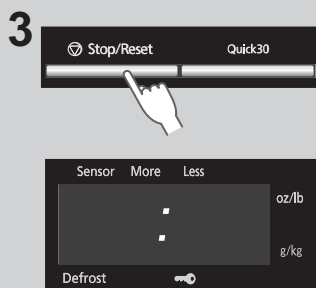 3
Stop/Reset Quick30
Sensor More Less
:
oz/lb
g/kg
Defrost